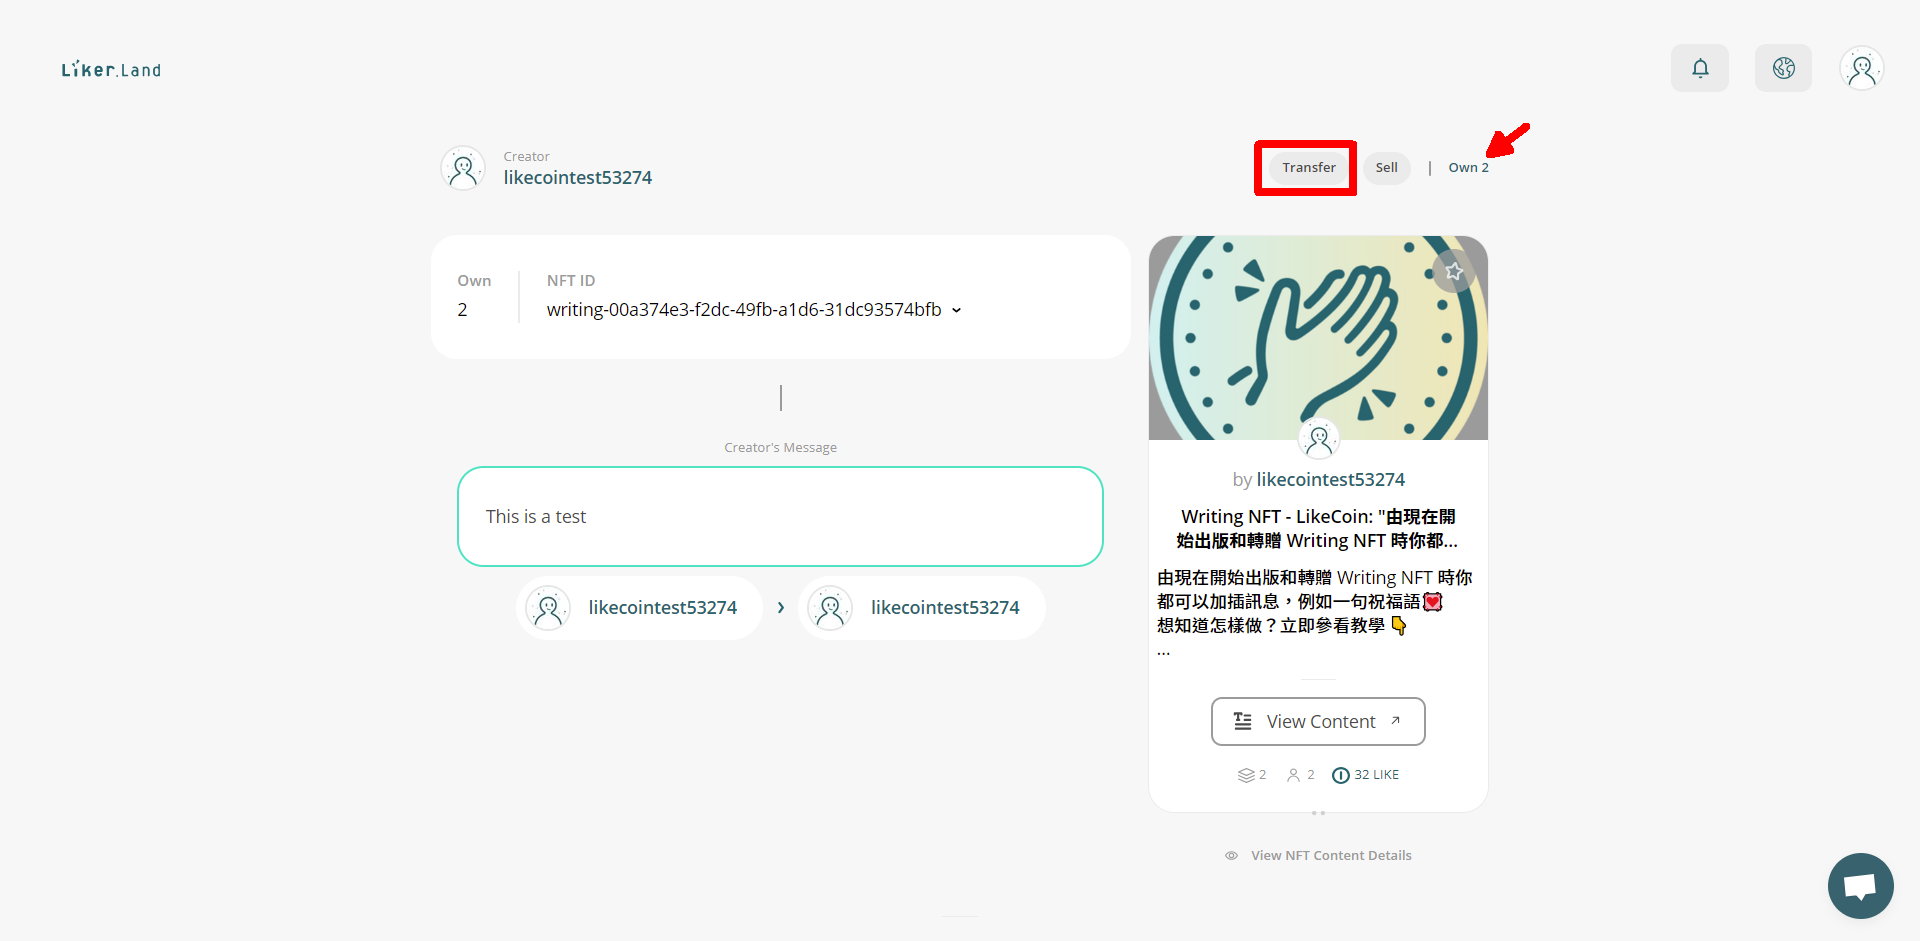 Liker.Land
Creator
likecointest53274
Transfer
Sell
|
Own 2
Own
2
NFT ID
writing-00a374e3-f2dc-49fb-a1d6-31dc93574bfb
Creator's Message
This is a test
likecointest53274
likecointest53274
by likecointest53274
Writing NFT - LikeCoin: "由現在開
始出版和轉贈 Writing NFT 時你都...
由現在開始出版和轉贈 Writing NFT 時你
都可以加插訊息，例如一句祝福語💟
想知道怎樣做？立即參看教學 👇
...
View Content
2
2
32 LIKE
View NFT Content Details